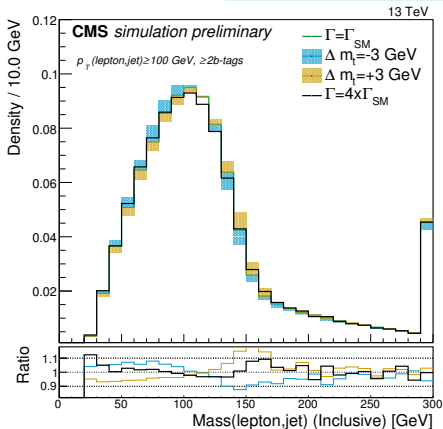 13 TeV
CMS simulation preliminary
p_T(lepton,jet)≥100 GeV, ≥2b-tags
Γ=Γ_SM
Δ m_t=-3 GeV
Δ m_t=+3 GeV
Γ=4xΓ_SM
Density / 10.0 GeV
0.12
0.1
0.08
0.06
0.04
0.02
Ratio
1.1
1
0.9
0 50 100 150 200 250 300
Mass(lepton,jet) (Inclusive) [GeV]